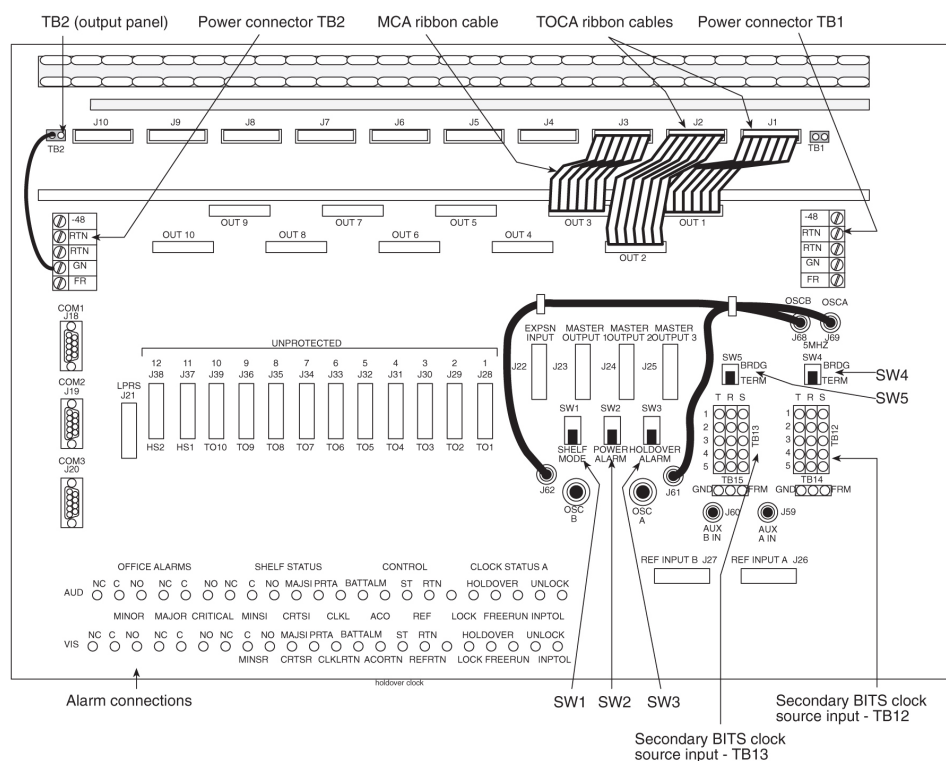 TB2 (output panel) Power connector TB2 MCA ribbon cable TOCA ribbon cables Power connector TB1
J10 J9 J8 J7 J6 J5 J4 J3 J2 J1
TB2 TB1
OUT 9 OUT 7 OUT 5 OUT 3 OUT 1
OUT 10 OUT 8 OUT 6 OUT 4 OUT 2
-48 -48
RTN RTN
RTN RTN
GN GN
FR FR
COM1
J18
COM2
J19
COM3
J20
OSCB OSCA
J68 J69
5MHZ
UNPROTECTED
12 11 10 9 8 7 6 5 4 3 2 1
J38 J37 J39 J36 J35 J34 J33 J32 J31 J30 J29 J28
LPRS
J21
HS2 HS1 TO10 TO9 TO8 TO7 TO6 TO5 TO4 TO3 TO2 TO1
EXPSN MASTER MASTER MASTER
INPUT OUTPUT 1 OUTPUT 2 OUTPUT 3
J22 J23 J24 J25
SW1 SW2 SW3
SHELF POWER HOLDOVER
MODE ALARM ALARM
J62 J61
OSC OSC
B A
SW5 BRDG SW4 BRDG
TERM TERM
SW4
SW5
T R S T R S
1 1
2 2
3 3
4 4
5 5
TB13 TB12
TB15 TB14
GND FRM GND FRM
J60 J59
AUX AUX
B IN A IN
REF INPUT B J27 REF INPUT A J26
OFFICE ALARMS SHELF STATUS CONTROL CLOCK STATUS A
NC C NO NC C NO NC C NO MAJSI PRTA BATTALM ST RTN HOLDOVER UNLOCK
AUD
MINOR MAJOR CRITICAL MINSI CRTSI CLKL ACO REF LOCK FREERUN INPTOL
NC C NO NC C NO NC C NO MAJSI PRTA BATTALM ST RTN HOLDOVER UNLOCK
VIS
MINSR CRTSR CLKLRTN ACORTN REFRTN LOCK FREERUN INPTOL
holdover clock
Alarm connections SW1 SW2 SW3
Secondary BITS clock
source input - TB12
Secondary BITS clock
source input - TB13